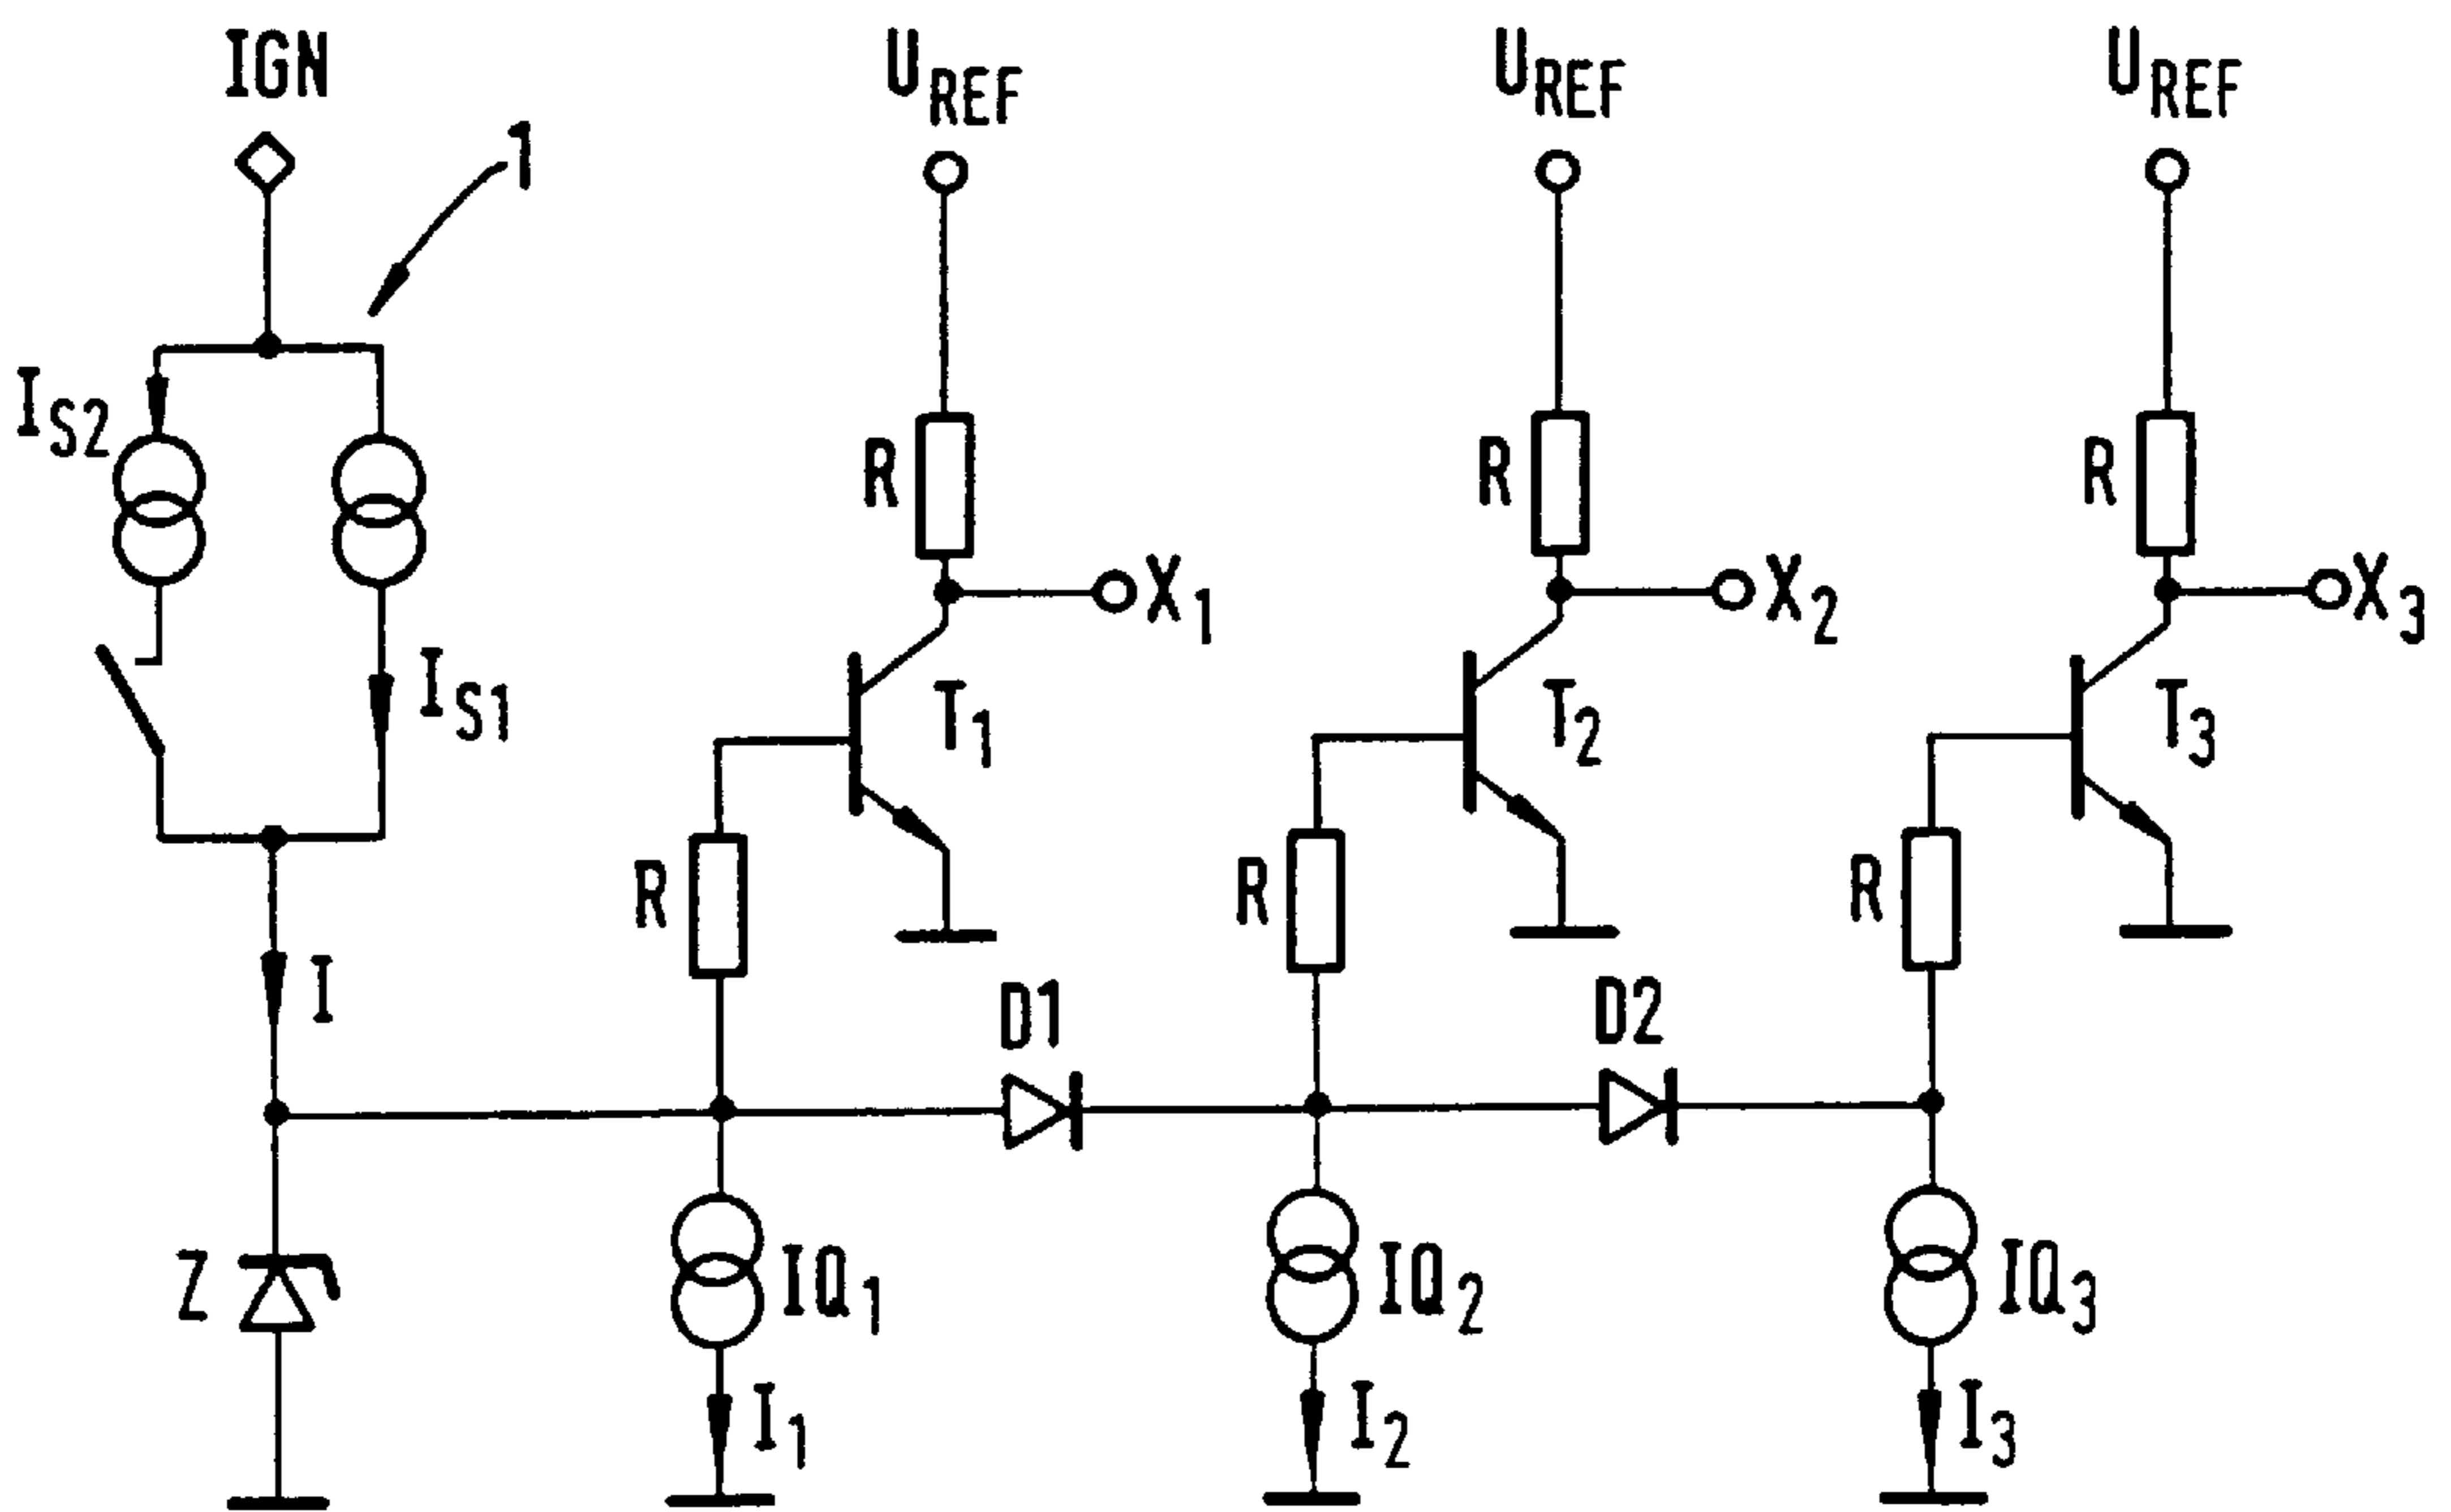 IGN
U_REF
U_REF
U_REF
1
I_S2
R
R
R
X_1
X_2
X_3
I_S1
T_1
T_2
T_3
R
R
R
I
D1
D2
Z
IQ_1
IQ_2
IQ_3
I_1
I_2
I_3